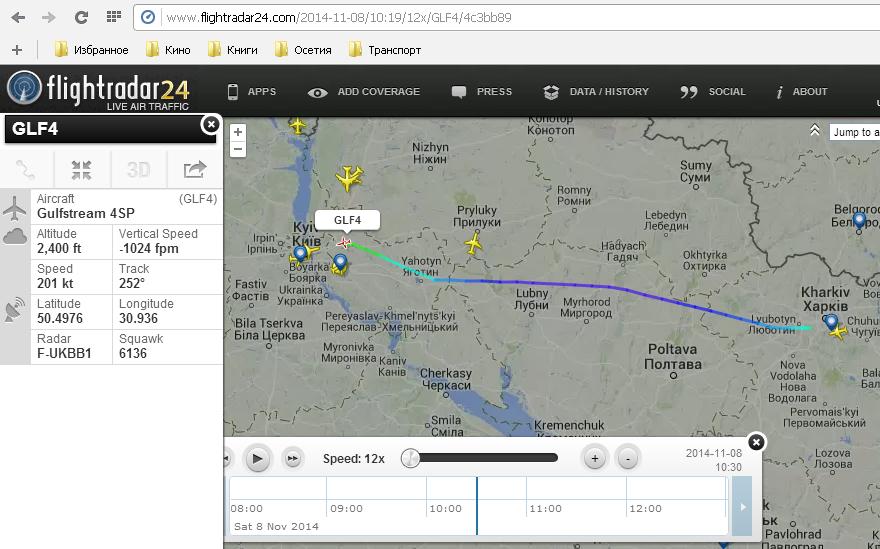 www.flightradar24.com/2014-11-08/10:19/12x/GLF4/4c3bb89
Избранное Кино Книги Осетия Транспорт
flightradar24
LIVE AIR TRAFFIC
APPS ADD COVERAGE PRESS DATA / HISTORY SOCIAL ABOUT
GLF4
3D
Aircraft (GLF4)
Gulfstream 4SP
Altitude Vertical Speed
2,400 ft -1024 fpm
Speed Track
201 kt 252°
Latitude Longitude
50.4976 30.936
Radar Squawk
F-UKBB1 6136
+
-
Jump to a
Конотоп
Nizhyn
Ніжин
Sumy
Суми
Romny
Ромни
Pryluky
Прилуки
Lebedyn
Лебедин
GLF4
Kyiv
Київ
Irpin'
Ірпінь
Boyarka
Боярка
Yahotyn
Яготин
Hadyach
Гадяч
Okhtyrka
Охтирка
Fastiv
Фастів
Ukrainka
Українка
Lubny
Лубни
Myrhorod
Миргород
Lyubotyn
Люботин
Kharkiv
Харків
Bila Tserkva
Біла Церква
Pereyaslav-Khmel'nyts'kyi
Переяслав-Хмельницький
Myronivka
Миронівка
Kaniv
Канів
Poltava
Полтава
Nova
Vodolaha
Нова
Водолага
Cherkasy
Черкаси
Smila
Сміла
Kremenchuk
Pervomais'kyi
Первомайський
Lozova
Лозова
Pavlohrad
Speed: 12x
+
-
2014-11-08
10:30
08:00 09:00 10:00 11:00 12:00
Sat 8 Nov 2014